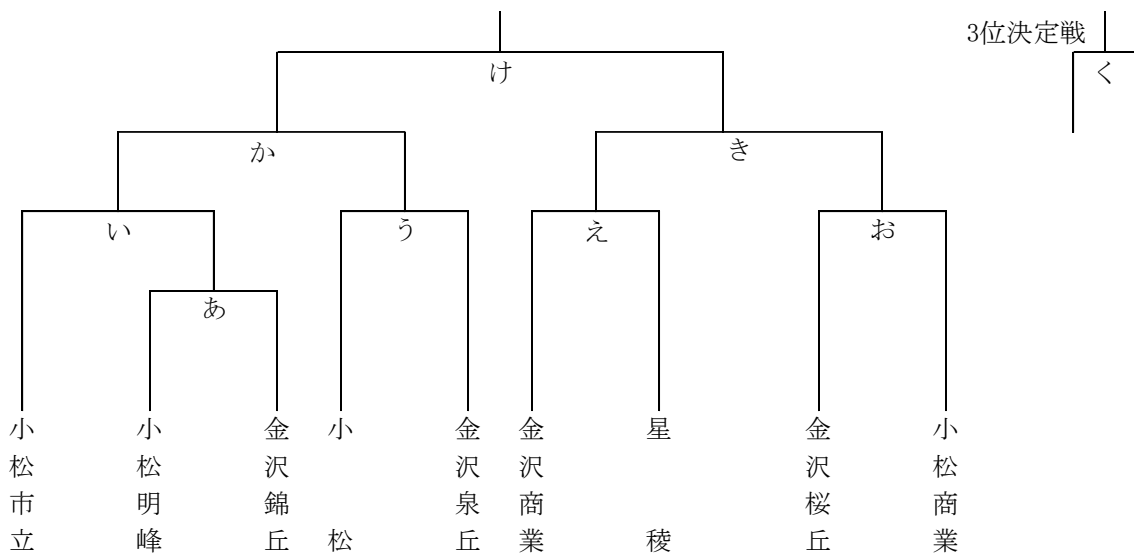 3位決定戦
け
く
か
き
い
う
え
お
あ
小松市立
小松明峰
金沢錦丘
小松
金沢泉丘
金沢商業
星稜
金沢桜丘
小松商業